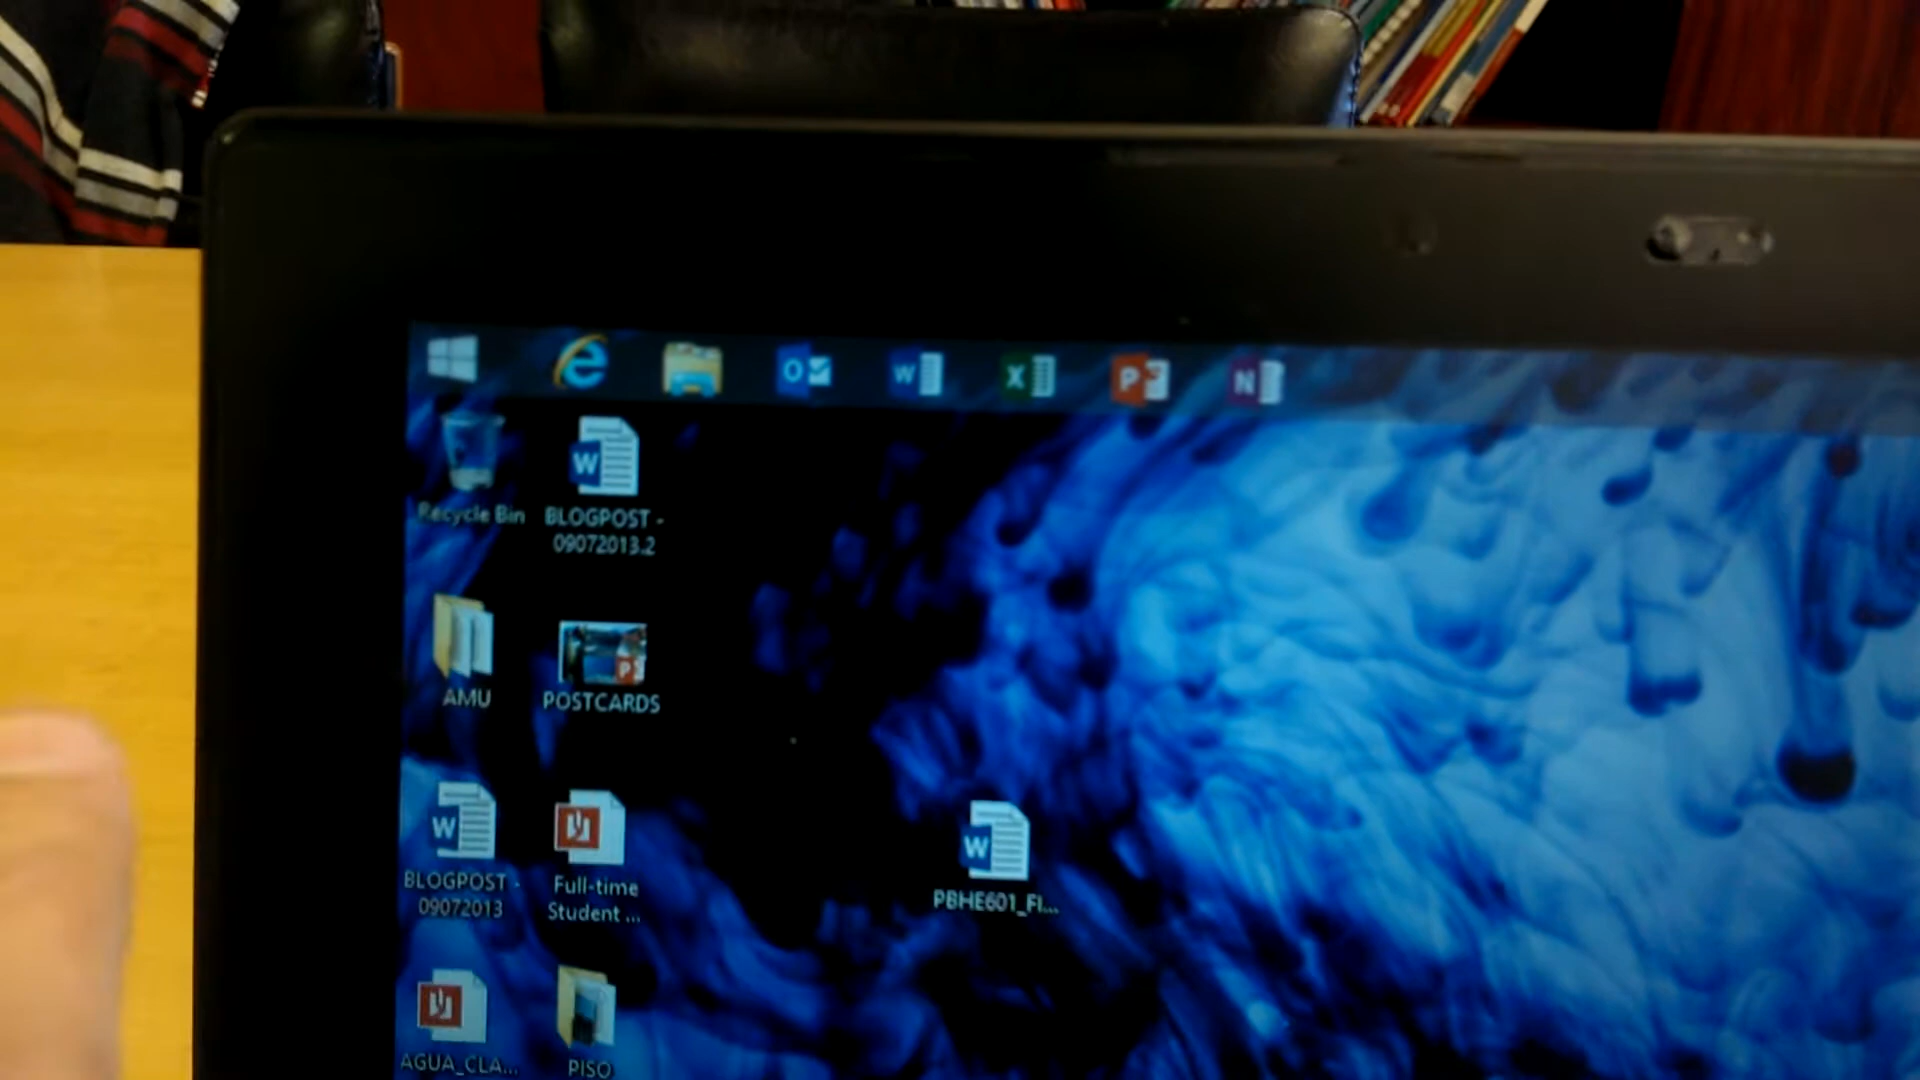 O
W
X
P
N
W
Recycle Bin
BLOGPOST -
09072013.2
AMU
P
POSTCARDS
W
BLOGPOST -
09072013
Full-time
Student ...
W
PBHE601_FI...
AGUA_CLA...
PISO